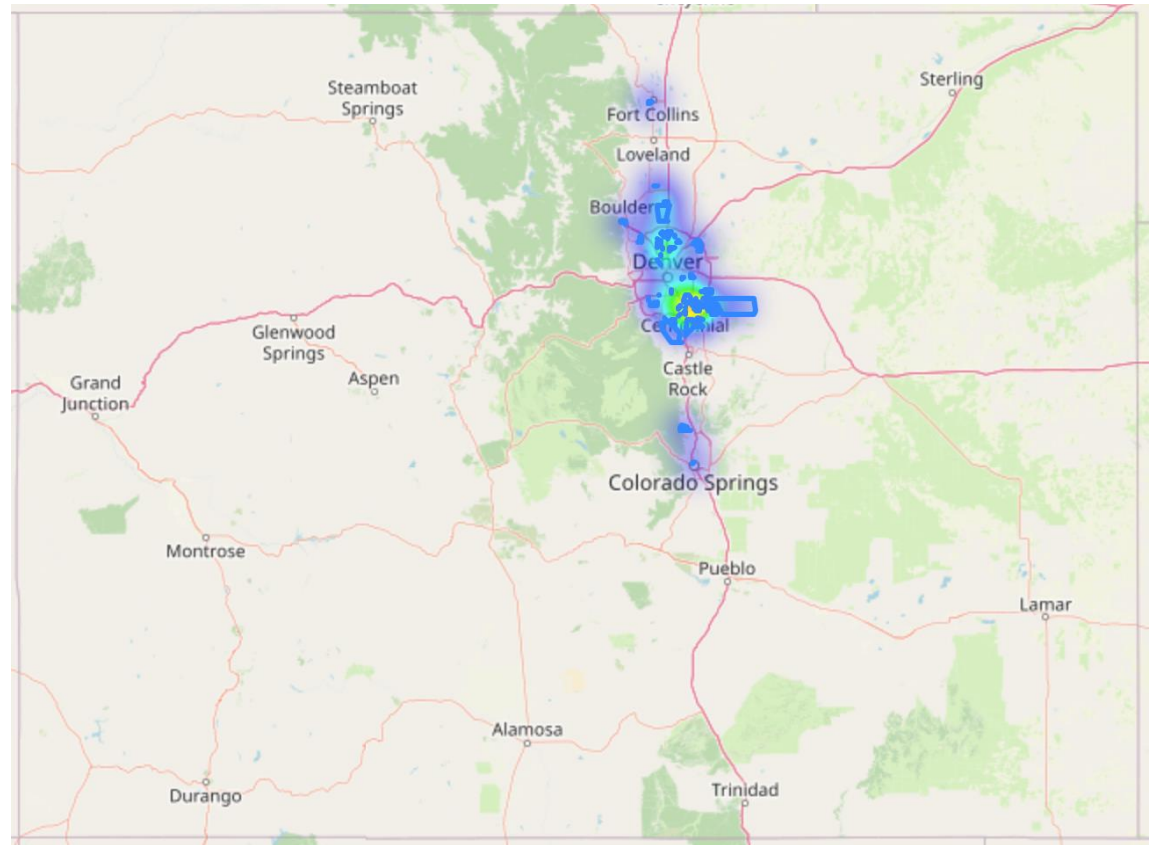 Steamboat
Springs
Sterling
Fort Collins
Loveland
Boulder
Denver
Glenwood
Springs
Castle
Rock
Grand
Junction
Aspen
Colorado Springs
Montrose
Pueblo
Lamar
Alamosa
Durango
Trinidad